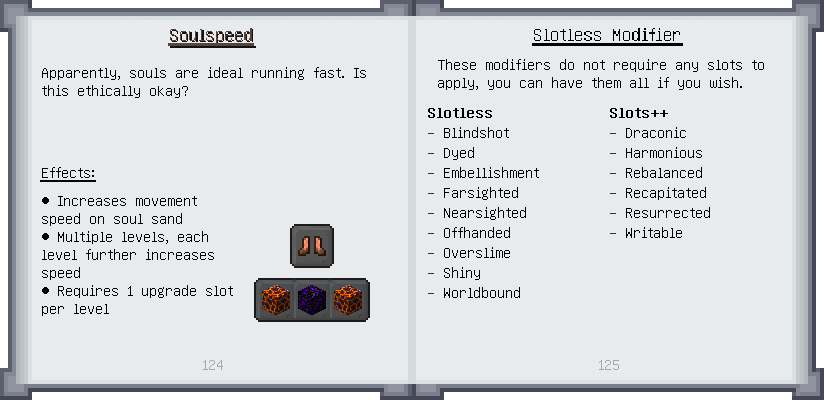 Soulspeed
Apparently, souls are ideal running fast. Is
this ethically okay?
Effects:
● Increases movement
speed on soul sand
● Multiple levels, each
level further increases
speed
● Requires 1 upgrade slot
per level
124
Slotless Modifier
These modifiers do not require any slots to
apply, you can have them all if you wish.
Slotless
- Blindshot
- Dyed
- Embellishment
- Farsighted
- Nearsighted
- Offhanded
- Overslime
- Shiny
- Worldbound
Slots++
- Draconic
- Harmonious
- Rebalanced
- Recapitated
- Resurrected
- Writable
125